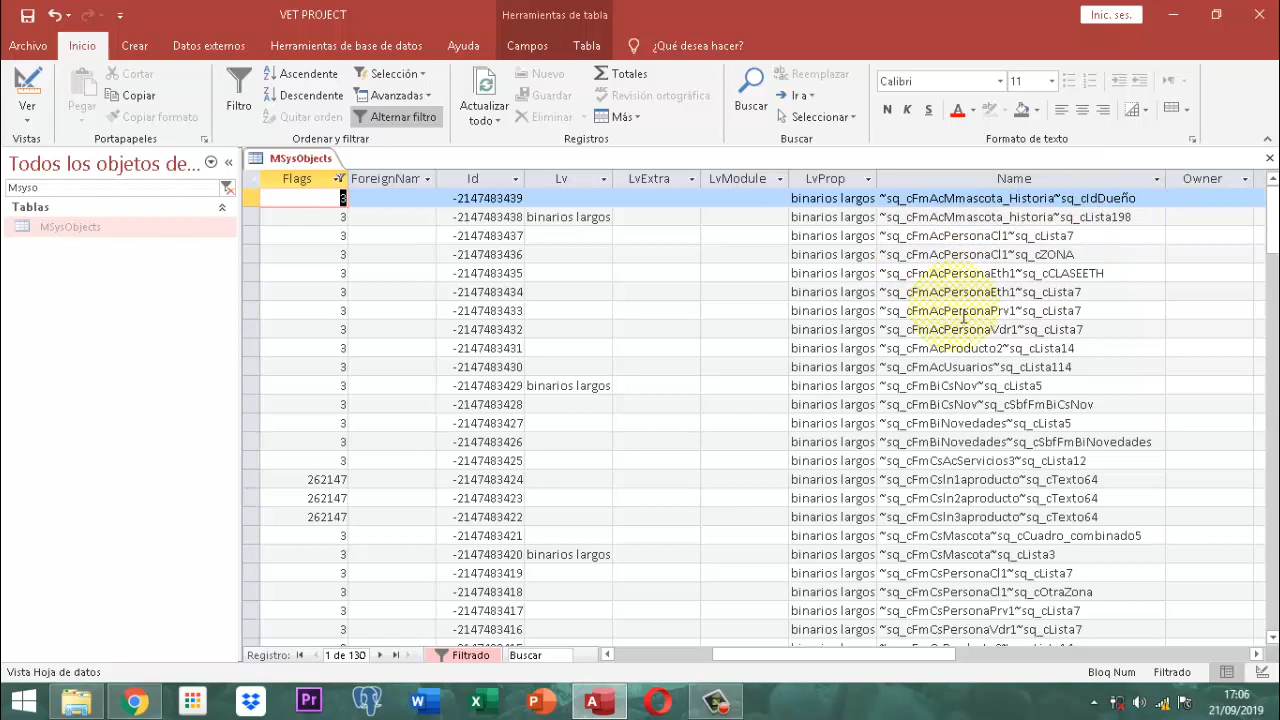 VET PROJECT
Herramientas de tabla
Inic. ses.
Archivo Inicio Crear Datos externos Herramientas de base de datos Ayuda Campos Tabla ¿Qué desea hacer?
Ver
Pegar
Cortar
Copiar
Copiar formato
Filtro
Ascendente
Descendente
Quitar orden
Selección
Avanzadas
Alternar filtro
Actualizar todo
Nuevo
Guardar
Eliminar
Totales
Revisión ortográfica
Más
Buscar
Reemplazar
Ir a
Seleccionar
Calibri 11
N K S A
Vistas Portapapeles Ordenar y filtrar Registros Buscar Formato de texto
Todos los objetos de...
Msyso
Tablas
MSysObjects
MSysObjects
Flags ForeignNam Id Lv LvExtra LvModule LvProp Name Owner
3 -2147483439 binarios largos ~sq_cFmAcMmascota_Historia~sq_cIdDueño
3 -2147483438 binarios largos binarios largos ~sq_cFmAcMmascota_historia~sq_cLista198
3 -2147483437 binarios largos ~sq_cFmAcPersonaCl1~sq_cLista7
3 -2147483436 binarios largos ~sq_cFmAcPersonaCl1~sq_cZONA
3 -2147483435 binarios largos ~sq_cFmAcPersonaEth1~sq_cCLASEETH
3 -2147483434 binarios largos ~sq_cFmAcPersonaEth1~sq_cLista7
3 -2147483433 binarios largos ~sq_cFmAcPersonaPrv1~sq_cLista7
3 -2147483432 binarios largos ~sq_cFmAcPersonaVdr1~sq_cLista7
3 -2147483431 binarios largos ~sq_cFmAcProducto2~sq_cLista14
3 -2147483430 binarios largos ~sq_cFmAcUsuarios~sq_cLista114
3 -2147483429 binarios largos binarios largos ~sq_cFmBiCsNov~sq_cLista5
3 -2147483428 binarios largos ~sq_cFmBiCsNov~sq_cSbfFmBiCsNov
3 -2147483427 binarios largos ~sq_cFmBiNovedades~sq_cLista5
3 -2147483426 binarios largos ~sq_cFmBiNovedades~sq_cSbfFmBiNovedades
3 -2147483425 binarios largos ~sq_cFmCsAcServicios3~sq_cLista12
262147 -2147483424 binarios largos ~sq_cFmCsIn1aproducto~sq_cTexto64
262147 -2147483423 binarios largos ~sq_cFmCsIn2aproducto~sq_cTexto64
262147 -2147483422 binarios largos ~sq_cFmCsIn3aproducto~sq_cTexto64
3 -2147483421 binarios largos ~sq_cFmCsMascota~sq_cCuadro_combinado5
3 -2147483420 binarios largos binarios largos ~sq_cFmCsMascota~sq_cLista3
3 -2147483419 binarios largos ~sq_cFmCsPersonaCl1~sq_cLista7
3 -2147483418 binarios largos ~sq_cFmCsPersonaCl1~sq_cOtraZona
3 -2147483417 binarios largos ~sq_cFmCsPersonaPrv1~sq_cLista7
3 -2147483416 binarios largos ~sq_cFmCsPersonaVdr1~sq_cLista7
Registro: 1 de 130 Filtrado Buscar
Vista Hoja de datos Bloq Num Filtrado
17:06
21/09/2019